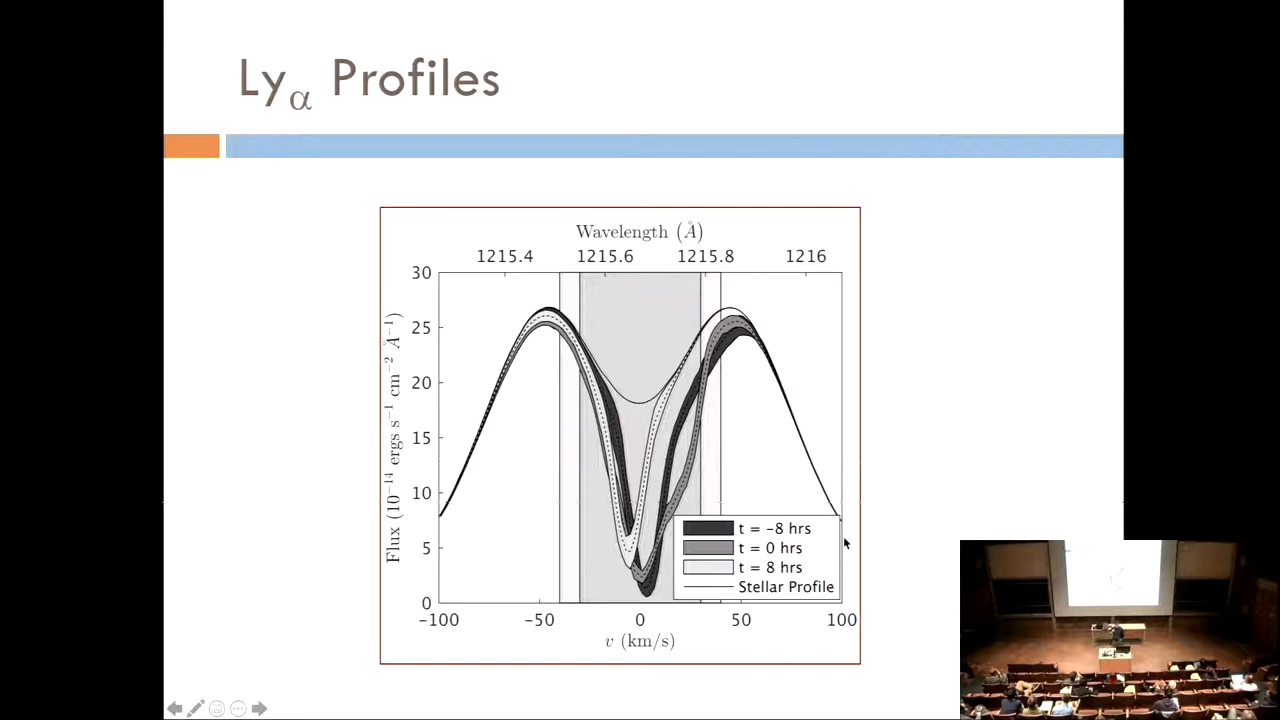 Lyα Profiles
Wavelength (Å)
1215.4 1215.6 1215.8 1216
30
25
20
15
10
5
0
Flux (10⁻¹⁴ ergs s⁻¹ cm⁻² Å⁻¹)
t = -8 hrs
t = 0 hrs
t = 8 hrs
Stellar Profile
-100 -50 0 50 100
v (km/s)